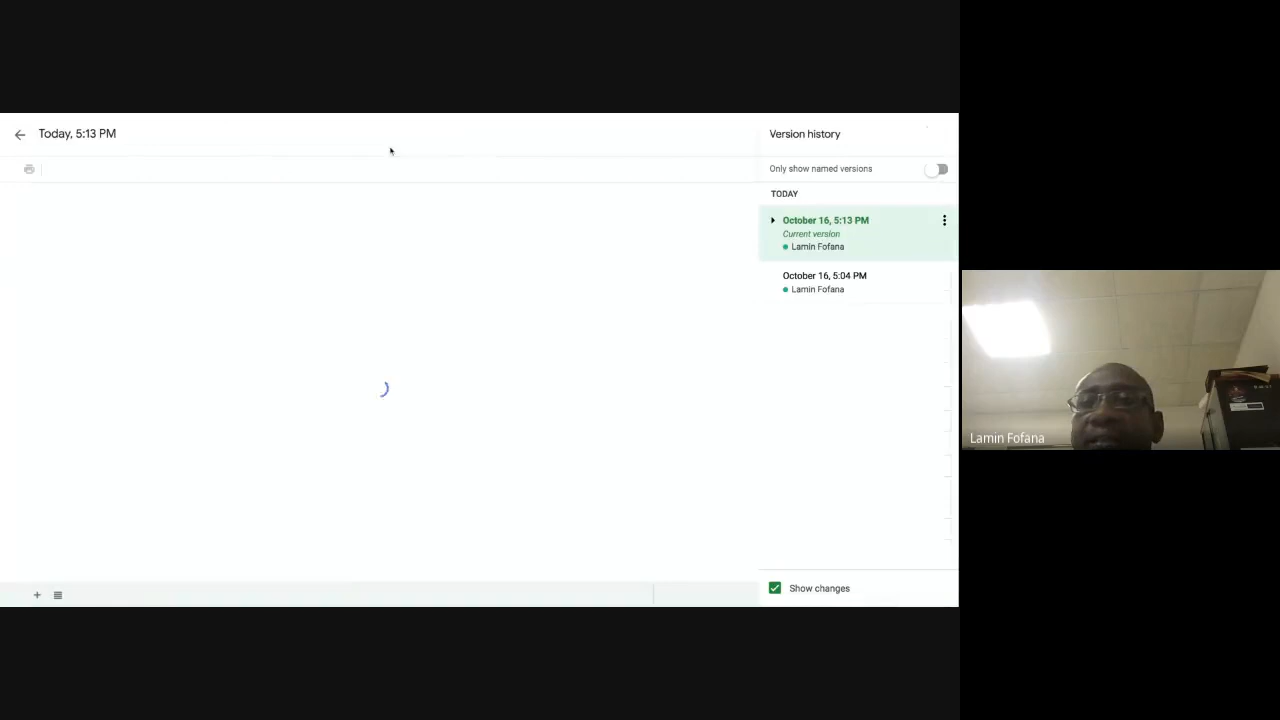 Today, 5:13 PM
Version history
Only show named versions
TODAY
October 16, 5:13 PM
Current version
Lamin Fofana
October 16, 5:04 PM
Lamin Fofana
Show changes
Lamin Fofana